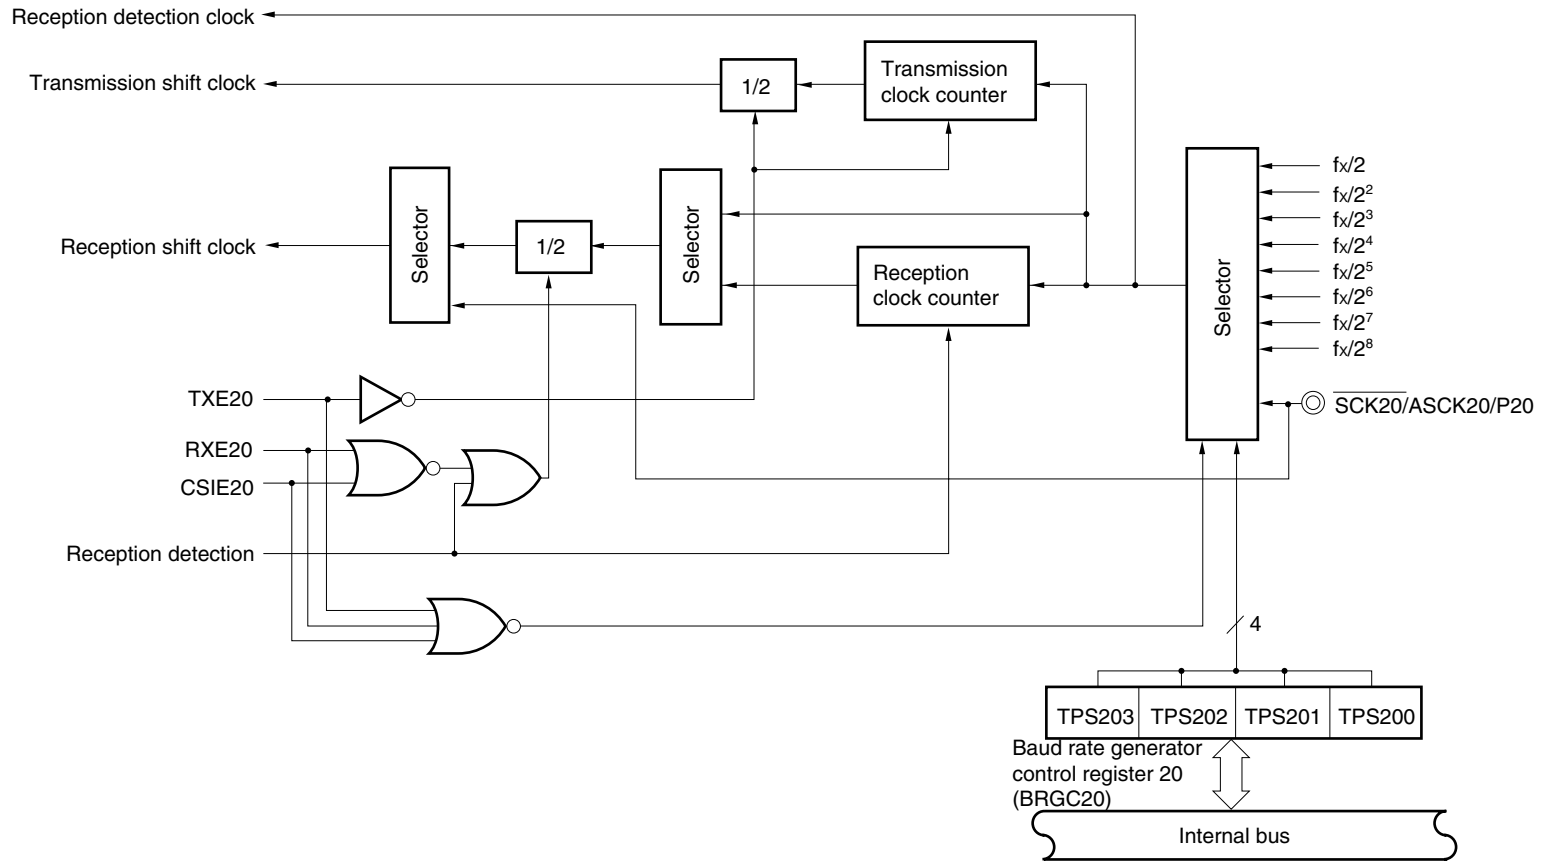 Reception detection clock
Transmission shift clock
1/2
Transmission
clock counter
Reception shift clock
Selector
1/2
Selector
Reception
clock counter
Selector
fx/2
fx/2²
fx/2³
fx/2⁴
fx/2⁵
fx/2⁶
fx/2⁷
fx/2⁸
SCK20/ASCK20/P20
TXE20
RXE20
CSIE20
Reception detection
4
TPS203 TPS202 TPS201 TPS200
Baud rate generator
control register 20
(BRGC20)
Internal bus